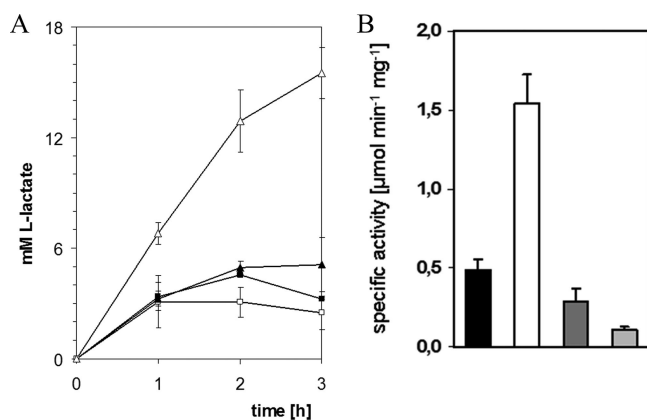 A
mM L-lactate
18
12
6
0
0 1 2 3
time [h]
B
specific activity [µmol min⁻¹ mg⁻¹]
2,0
1,5
1,0
0,5
0,0